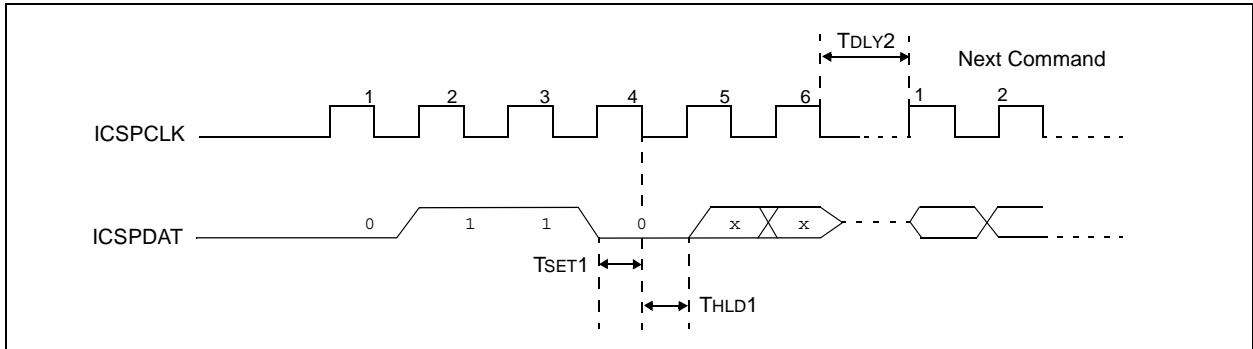 TDLY2
Next Command
1 2 3 4 5 6 1 2
ICSPCLK
ICSPDAT
0 1 1 0 x x
TSET1
THLD1